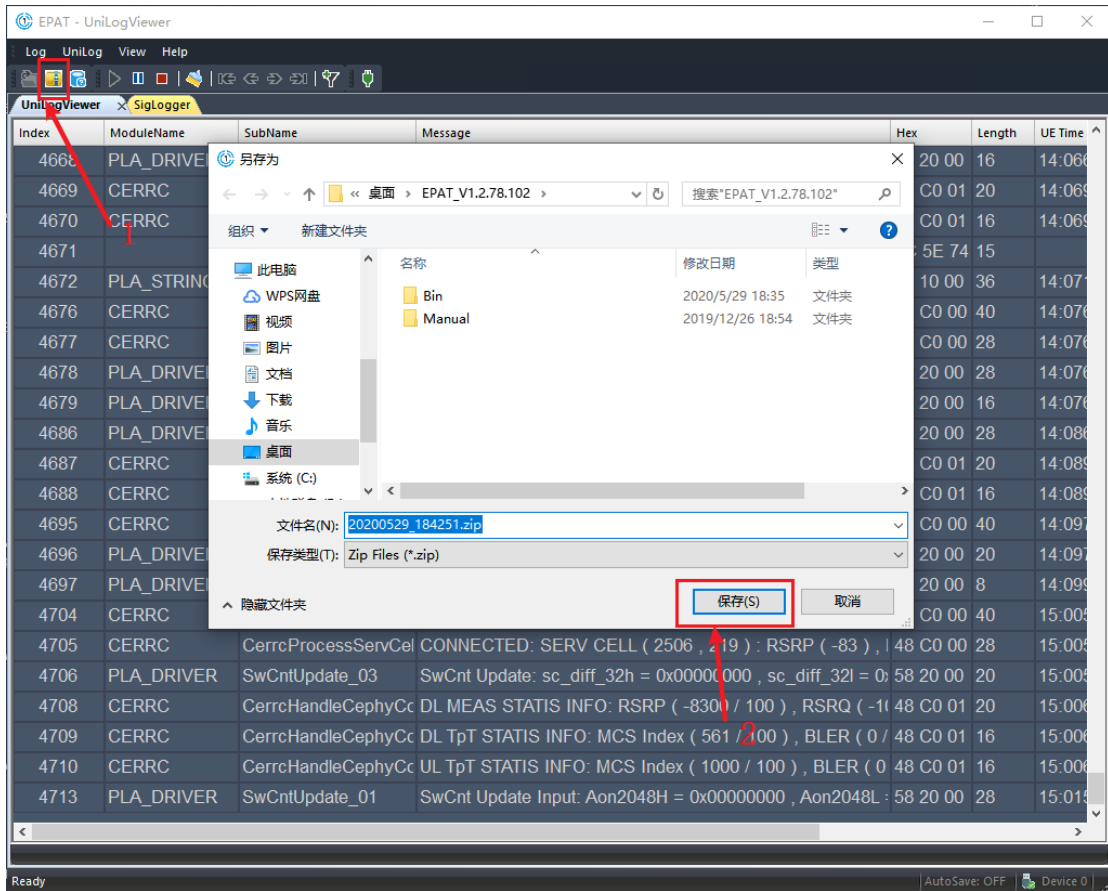 EPAT - UniLogViewer
Log UniLog View Help
UniLogViewer SigLogger
Index ModuleName SubName Message Hex Length UE Time
4668 PLA_DRIVE 20 00 16 14:066
4669 CERRC C0 01 20 14:069
4670 CERRC C0 01 16 14:069
4671 5E 74 15
4672 PLA_STRING 10 00 36 14:071
4676 CERRC C0 00 40 14:076
4677 CERRC C0 00 28 14:076
4678 PLA_DRIVE 20 00 28 14:076
4679 PLA_DRIVE 20 00 16 14:076
4686 PLA_DRIVE 20 00 28 14:086
4687 CERRC C0 01 20 14:089
4688 CERRC C0 01 16 14:089
4695 CERRC C0 00 40 14:097
4696 PLA_DRIVE 20 00 20 14:097
4697 PLA_DRIVE 20 00 8 14:099
4704 CERRC C0 00 40 15:005
4705 CERRC CerrcProcessServCel CONNECTED: SERV CELL ( 2506 , 219 ) : RSRP ( -83 ) , 48 C0 00 28 15:005
4706 PLA_DRIVER SwCntUpdate_03 SwCnt Update: sc_diff_32h = 0x00000000 , sc_diff_32l = 0 58 20 00 20 15:005
4708 CERRC CerrcHandleCephyCc DL MEAS STATIS INFO: RSRP ( -8300 / 100 ) , RSRQ ( -10 48 C0 01 20 15:006
4709 CERRC CerrcHandleCephyCc DL TpT STATIS INFO: MCS Index ( 561 / 100 ) , BLER ( 0 / 48 C0 01 16 15:006
4710 CERRC CerrcHandleCephyCc UL TpT STATIS INFO: MCS Index ( 1000 / 100 ) , BLER ( 0 48 C0 01 16 15:006
4713 PLA_DRIVER SwCntUpdate_01 SwCnt Update Input: Aon2048H = 0x00000000 , Aon2048L = 58 20 00 28 15:015
另存为
« 桌面 › EPAT_V1.2.78.102 › 搜索"EPAT_V1.2.78.102"
组织 新建文件夹
此电脑
WPS网盘
视频
图片
文档
下载
音乐
桌面
系统 (C:)
名称 修改日期 类型
Bin 2020/5/29 18:35 文件夹
Manual 2019/12/26 18:54 文件夹
文件名(N): 20200529_184251.zip
保存类型(T): Zip Files (*.zip)
隐藏文件夹 保存(S) 取消
1
2
Ready AutoSave: OFF Device 0